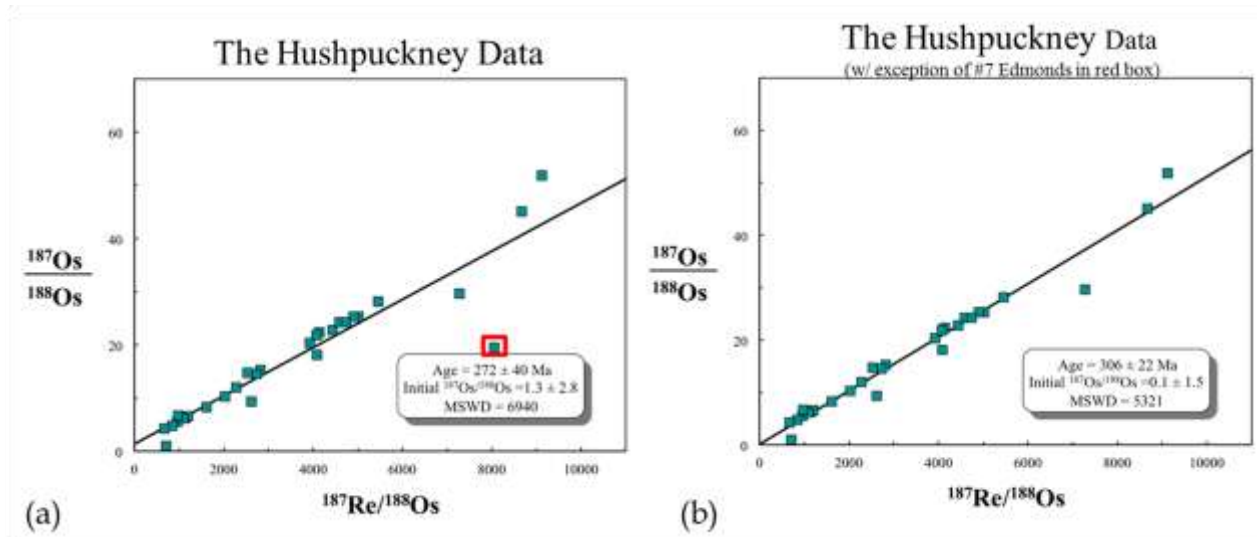 The Hushpuckney Data
60
40
20
0
0
2000
4000
6000
8000
10000
187Os
188Os
187Re/188Os
Age = 272 ± 40 Ma
Initial 187Os/188Os =1.3 ± 2.8
MSWD = 6940
(a)
The Hushpuckney Data
(w/ exception of #7 Edmonds in red box)
60
40
20
0
0
2000
4000
6000
8000
10000
187Os
188Os
187Re/188Os
Age = 306 ± 22 Ma
Initial 187Os/188Os =0.1 ± 1.5
MSWD = 5321
(b)